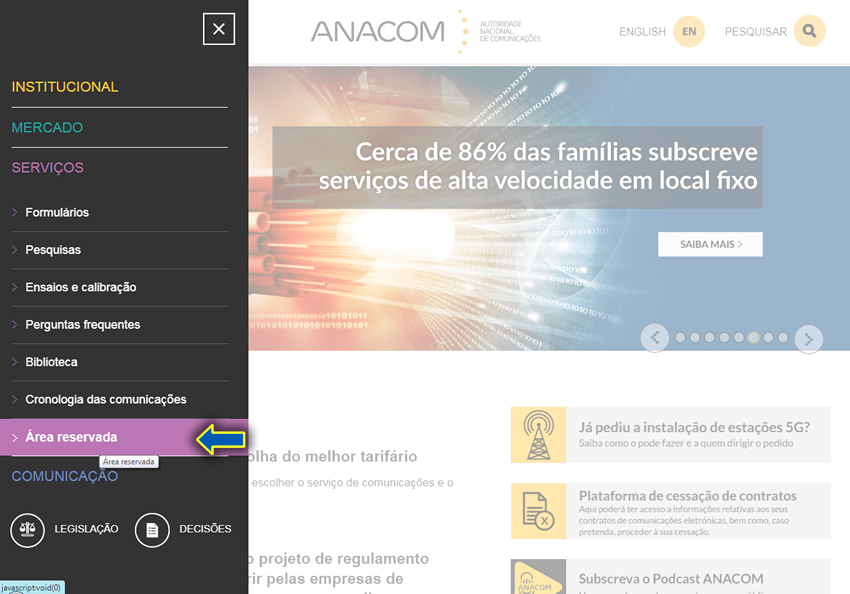 ANACOM
AUTORIDADE
NACIONAL
DE COMUNICAÇÕES
ENGLISH
EN
PESQUISAR
INSTITUCIONAL
MERCADO
SERVIÇOS
Formulários
Pesquisas
Ensaios e calibração
Perguntas frequentes
Biblioteca
Cronologia das comunicações
Área reservada
Área reservada
COMUNICAÇÃO
LEGISLAÇÃO
DECISÕES
javascript:void(0)
Cerca de 86% das famílias subscreve
serviços de alta velocidade em local fixo
SAIBA MAIS
olha do melhor tarifário
escolher o serviço de comunicações e o
o projeto de regulamento
rir pelas empresas de
Já pediu a instalação de estações 5G?
Saiba como o pode fazer e a quem dirigir o pedido
Plataforma de cessação de contratos
Aqui poderá ter acesso a informações relativas aos seus
contratos de comunicações eletrónicas, bem como, caso
pretenda, proceder à sua cessação.
ANACOM
Subscreva o Podcast ANACOM